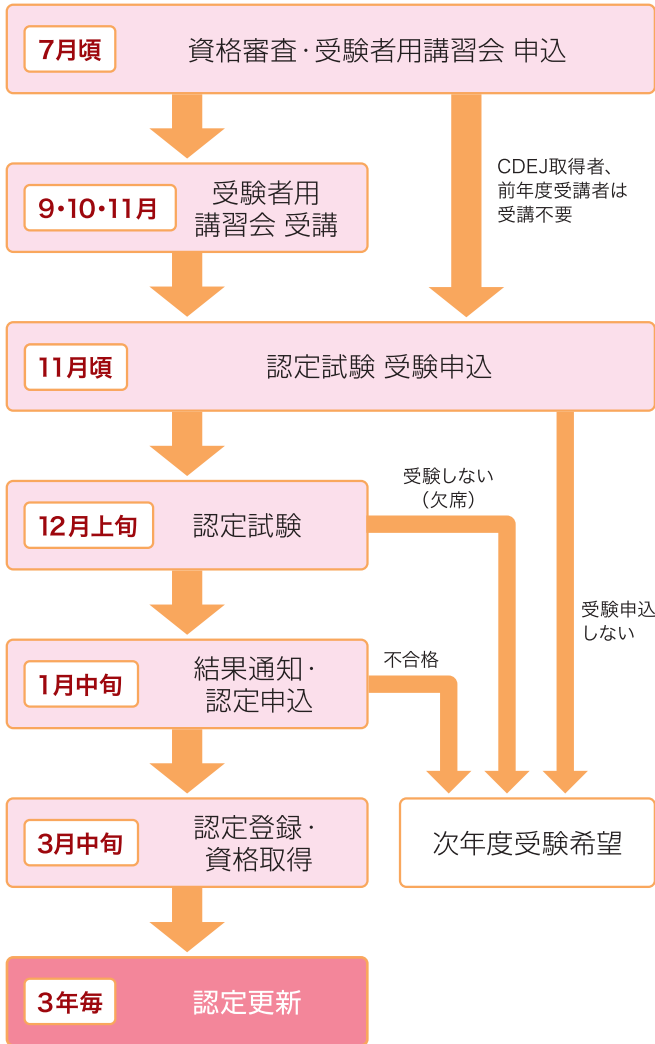 7月頃
資格審査・受験者用講習会 申込
CDEJ取得者、
前年度受講者は
受講不要
9・10・11月
受験者用
講習会 受講
11月頃
認定試験 受験申込
受験しない
（欠席）
12月上旬
認定試験
受験申込
しない
不合格
1月中旬
結果通知・
認定申込
3月中旬
認定登録・
資格取得
次年度受験希望
3年毎
認定更新